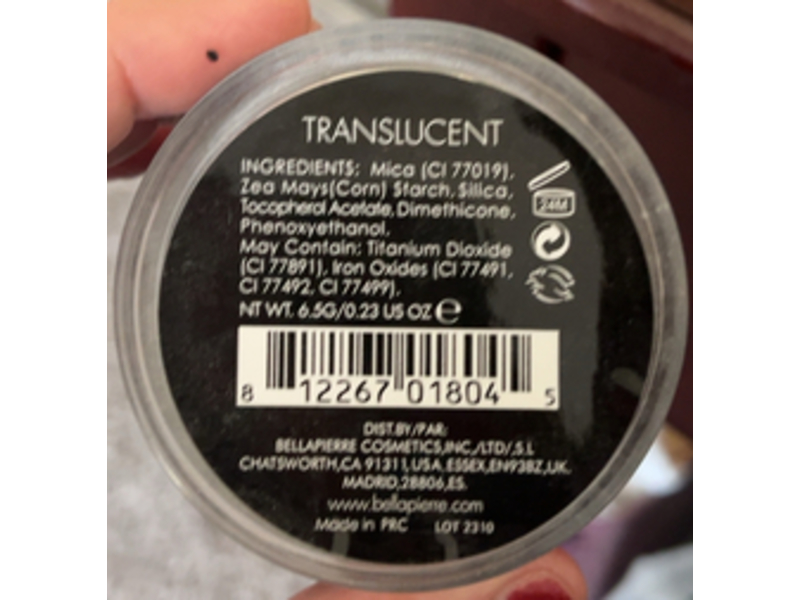 TRANSLUCENT
INGREDIENTS: Mica (CI 77019),
Zea Mays(Corn) Starch, Silica,
Tocopherol Acetate, Dimethicone,
Phenoxyethanol.
May Contain: Titanium Dioxide
(CI 77891), Iron Oxides (CI 77491,
CI 77492, CI 77499).
24M
NT WT. 6.5G/0.23 US OZ ℮
8 12267 01804 5
DIST.BY/PAR:
BELLAPIERRE COSMETICS,INC,/LTD/,S.L
CHATSWORTH,CA 91311,USA. ESSEX,EN93BZ,UK.
MADRID,28806,ES.
www.bellapierre.com
Made in PRC LOT 2310